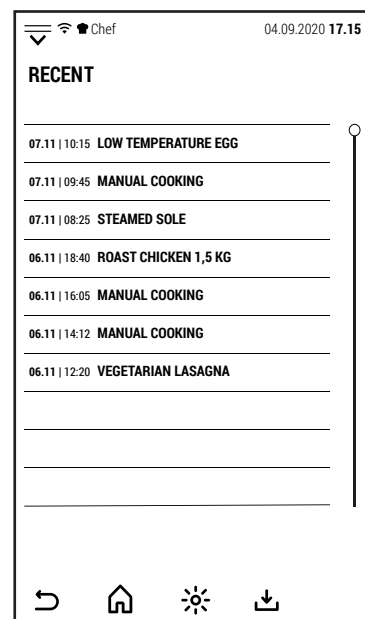 Chef 04.09.2020 17.15
RECENT
07.11 | 10:15 LOW TEMPERATURE EGG
07.11 | 09:45 MANUAL COOKING
07.11 | 08:25 STEAMED SOLE
06.11 | 18:40 ROAST CHICKEN 1,5 KG
06.11 | 16:05 MANUAL COOKING
06.11 | 14:12 MANUAL COOKING
06.11 | 12:20 VEGETARIAN LASAGNA